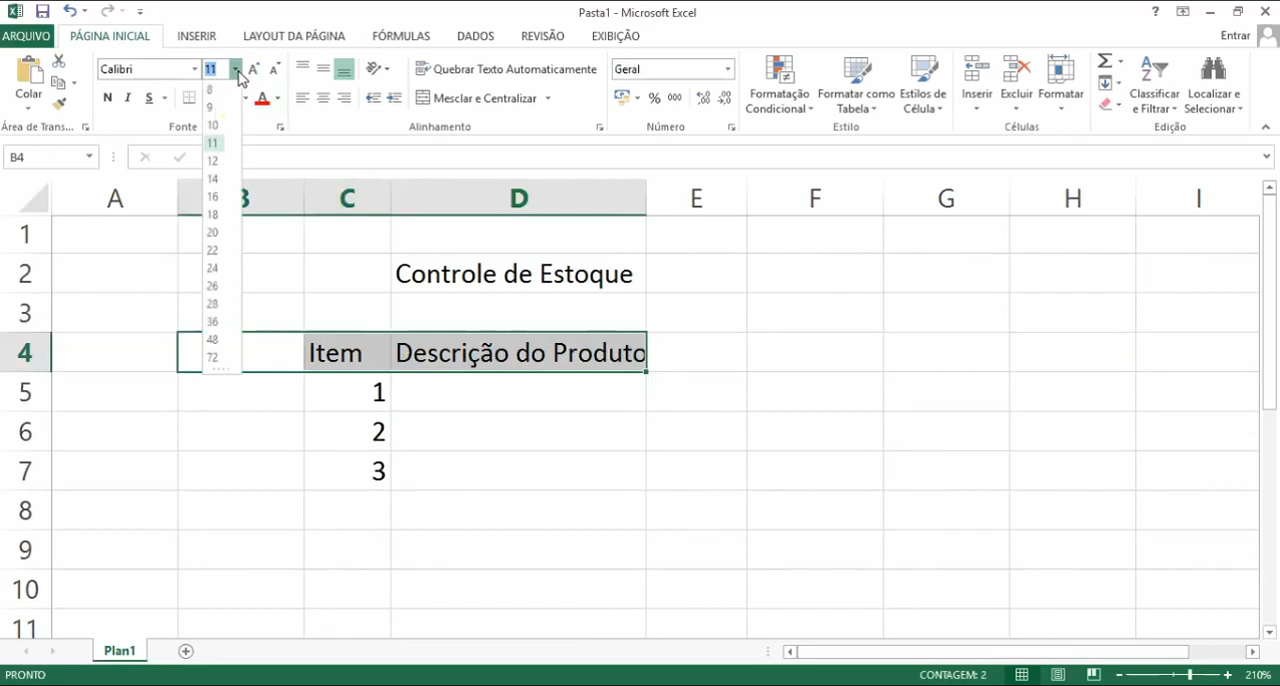 Pasta1 - Microsoft Excel
?
ARQUIVO PÁGINA INICIAL INSERIR LAYOUT DA PÁGINA FÓRMULAS DADOS REVISÃO EXIBIÇÃO Entrar
Colar
Calibri 11
N I S A
Quebrar Texto Automaticamente
Mesclar e Centralizar
Geral
% 000
Formatação Condicional
Formatar como Tabela
Estilos de Célula
Inserir Excluir Formatar
Classificar e Filtrar
Localizar e Selecionar
Área de Trans... Fonte Alinhamento Número Estilo Células Edição
8
9
10
11
12
14
16
18
20
22
24
26
28
36
48
72
B4
A B C D E F G H I
1
2 Controle de Estoque
3
4 Item Descrição do Produto
5 1
6 2
7 3
8
9
10
11
Plan1
PRONTO CONTAGEM: 2 210%